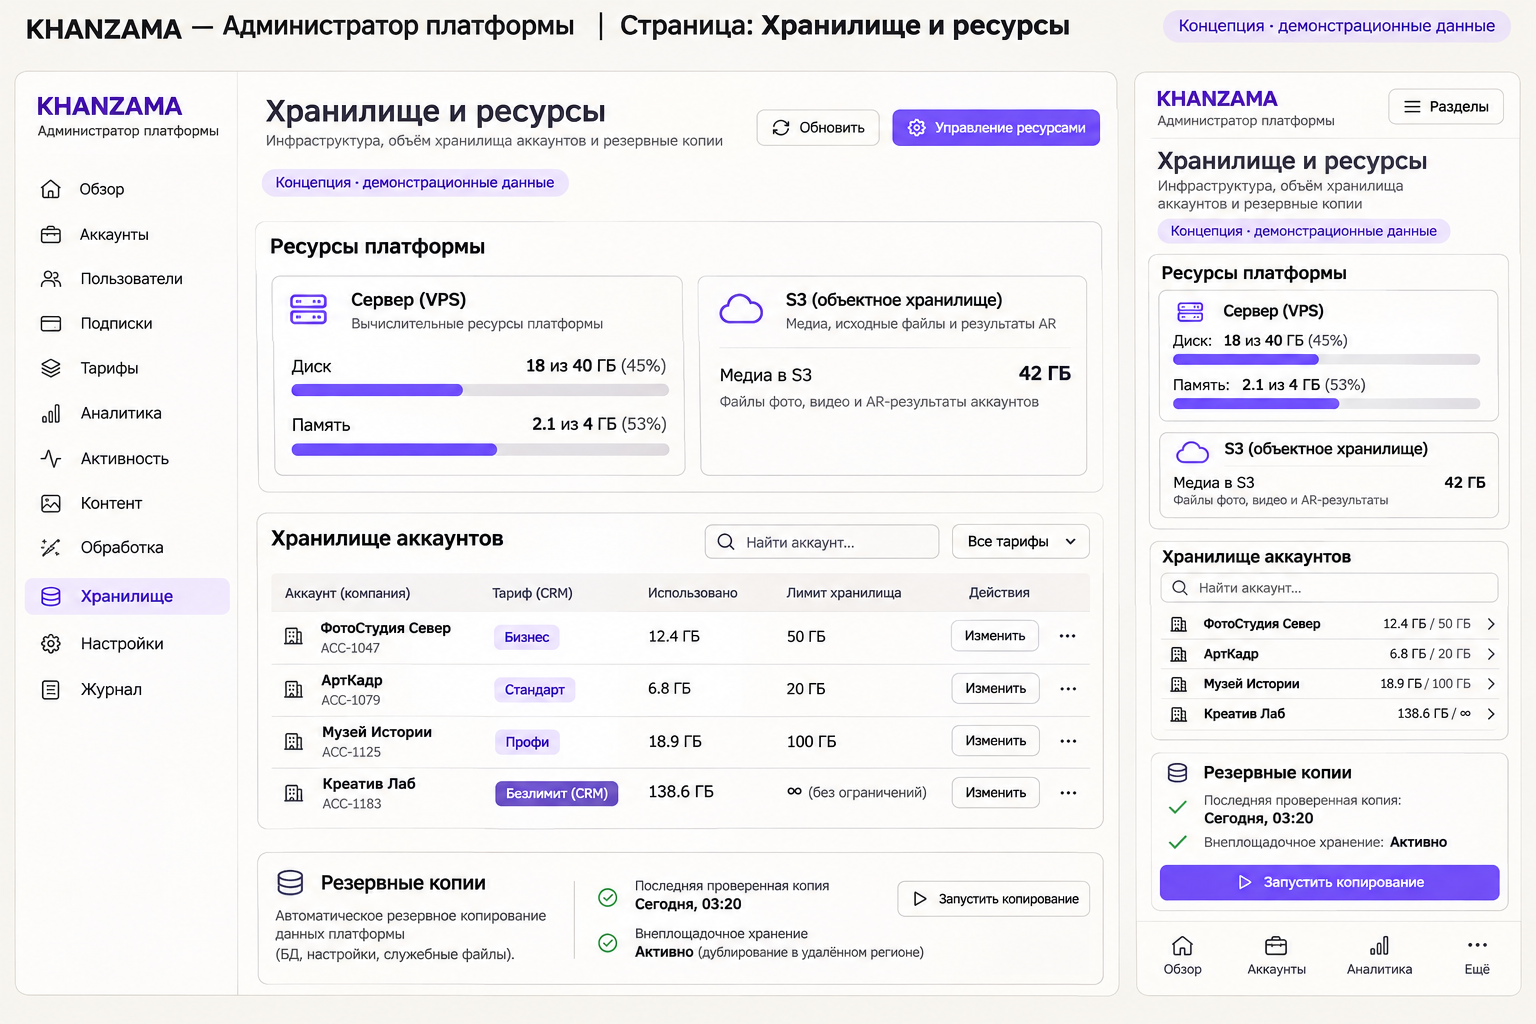 KHANZAMA — Администратор платформы | Страница: Хранилище и ресурсы
Концепция · демонстрационные данные
KHANZAMA
Администратор платформы
Обзор
Аккаунты
Пользователи
Подписки
Тарифы
Аналитика
Активность
Контент
Обработка
Хранилище
Настройки
Журнал
Хранилище и ресурсы
Инфраструктура, объём хранилища аккаунтов и резервные копии
Обновить
Управление ресурсами
Концепция · демонстрационные данные
Ресурсы платформы
Сервер (VPS)
Вычислительные ресурсы платформы
Диск 18 из 40 ГБ (45%)
Память 2.1 из 4 ГБ (53%)
S3 (объектное хранилище)
Медиа, исходные файлы и результаты AR
Медиа в S3 42 ГБ
Файлы фото, видео и AR-результаты аккаунтов
Хранилище аккаунтов
Найти аккаунт...
Все тарифы
Аккаунт (компания) Тариф (CRM) Использовано Лимит хранилища Действия
ФотоСтудия Север
ACC-1047
Бизнес 12.4 ГБ 50 ГБ Изменить ...
АртКадр
ACC-1079
Стандарт 6.8 ГБ 20 ГБ Изменить ...
Музей Истории
ACC-1125
Профи 18.9 ГБ 100 ГБ Изменить ...
Креатив Лаб
ACC-1183
Безлимит (CRM) 138.6 ГБ ∞ (без ограничений) Изменить ...
Резервные копии
Автоматическое резервное копирование
данных платформы
(БД, настройки, служебные файлы).
Последняя проверенная копия
Сегодня, 03:20
Внеплощадочное хранение
Активно (дублирование в удалённом регионе)
Запустить копирование
KHANZAMA
Администратор платформы
Разделы
Хранилище и ресурсы
Инфраструктура, объём хранилища
аккаунтов и резервные копии
Концепция · демонстрационные данные
Ресурсы платформы
Сервер (VPS)
Диск: 18 из 40 ГБ (45%)
Память: 2.1 из 4 ГБ (53%)
S3 (объектное хранилище)
Медиа в S3 42 ГБ
Файлы фото, видео и AR-результаты
Хранилище аккаунтов
Найти аккаунт...
ФотоСтудия Север 12.4 ГБ / 50 ГБ
АртКадр 6.8 ГБ / 20 ГБ
Музей Истории 18.9 ГБ / 100 ГБ
Креатив Лаб 138.6 ГБ / ∞
Резервные копии
Последняя проверенная копия:
Сегодня, 03:20
Внеплощадочное хранение: Активно
Запустить копирование
Обзор
Аккаунты
Аналитика
Ещё